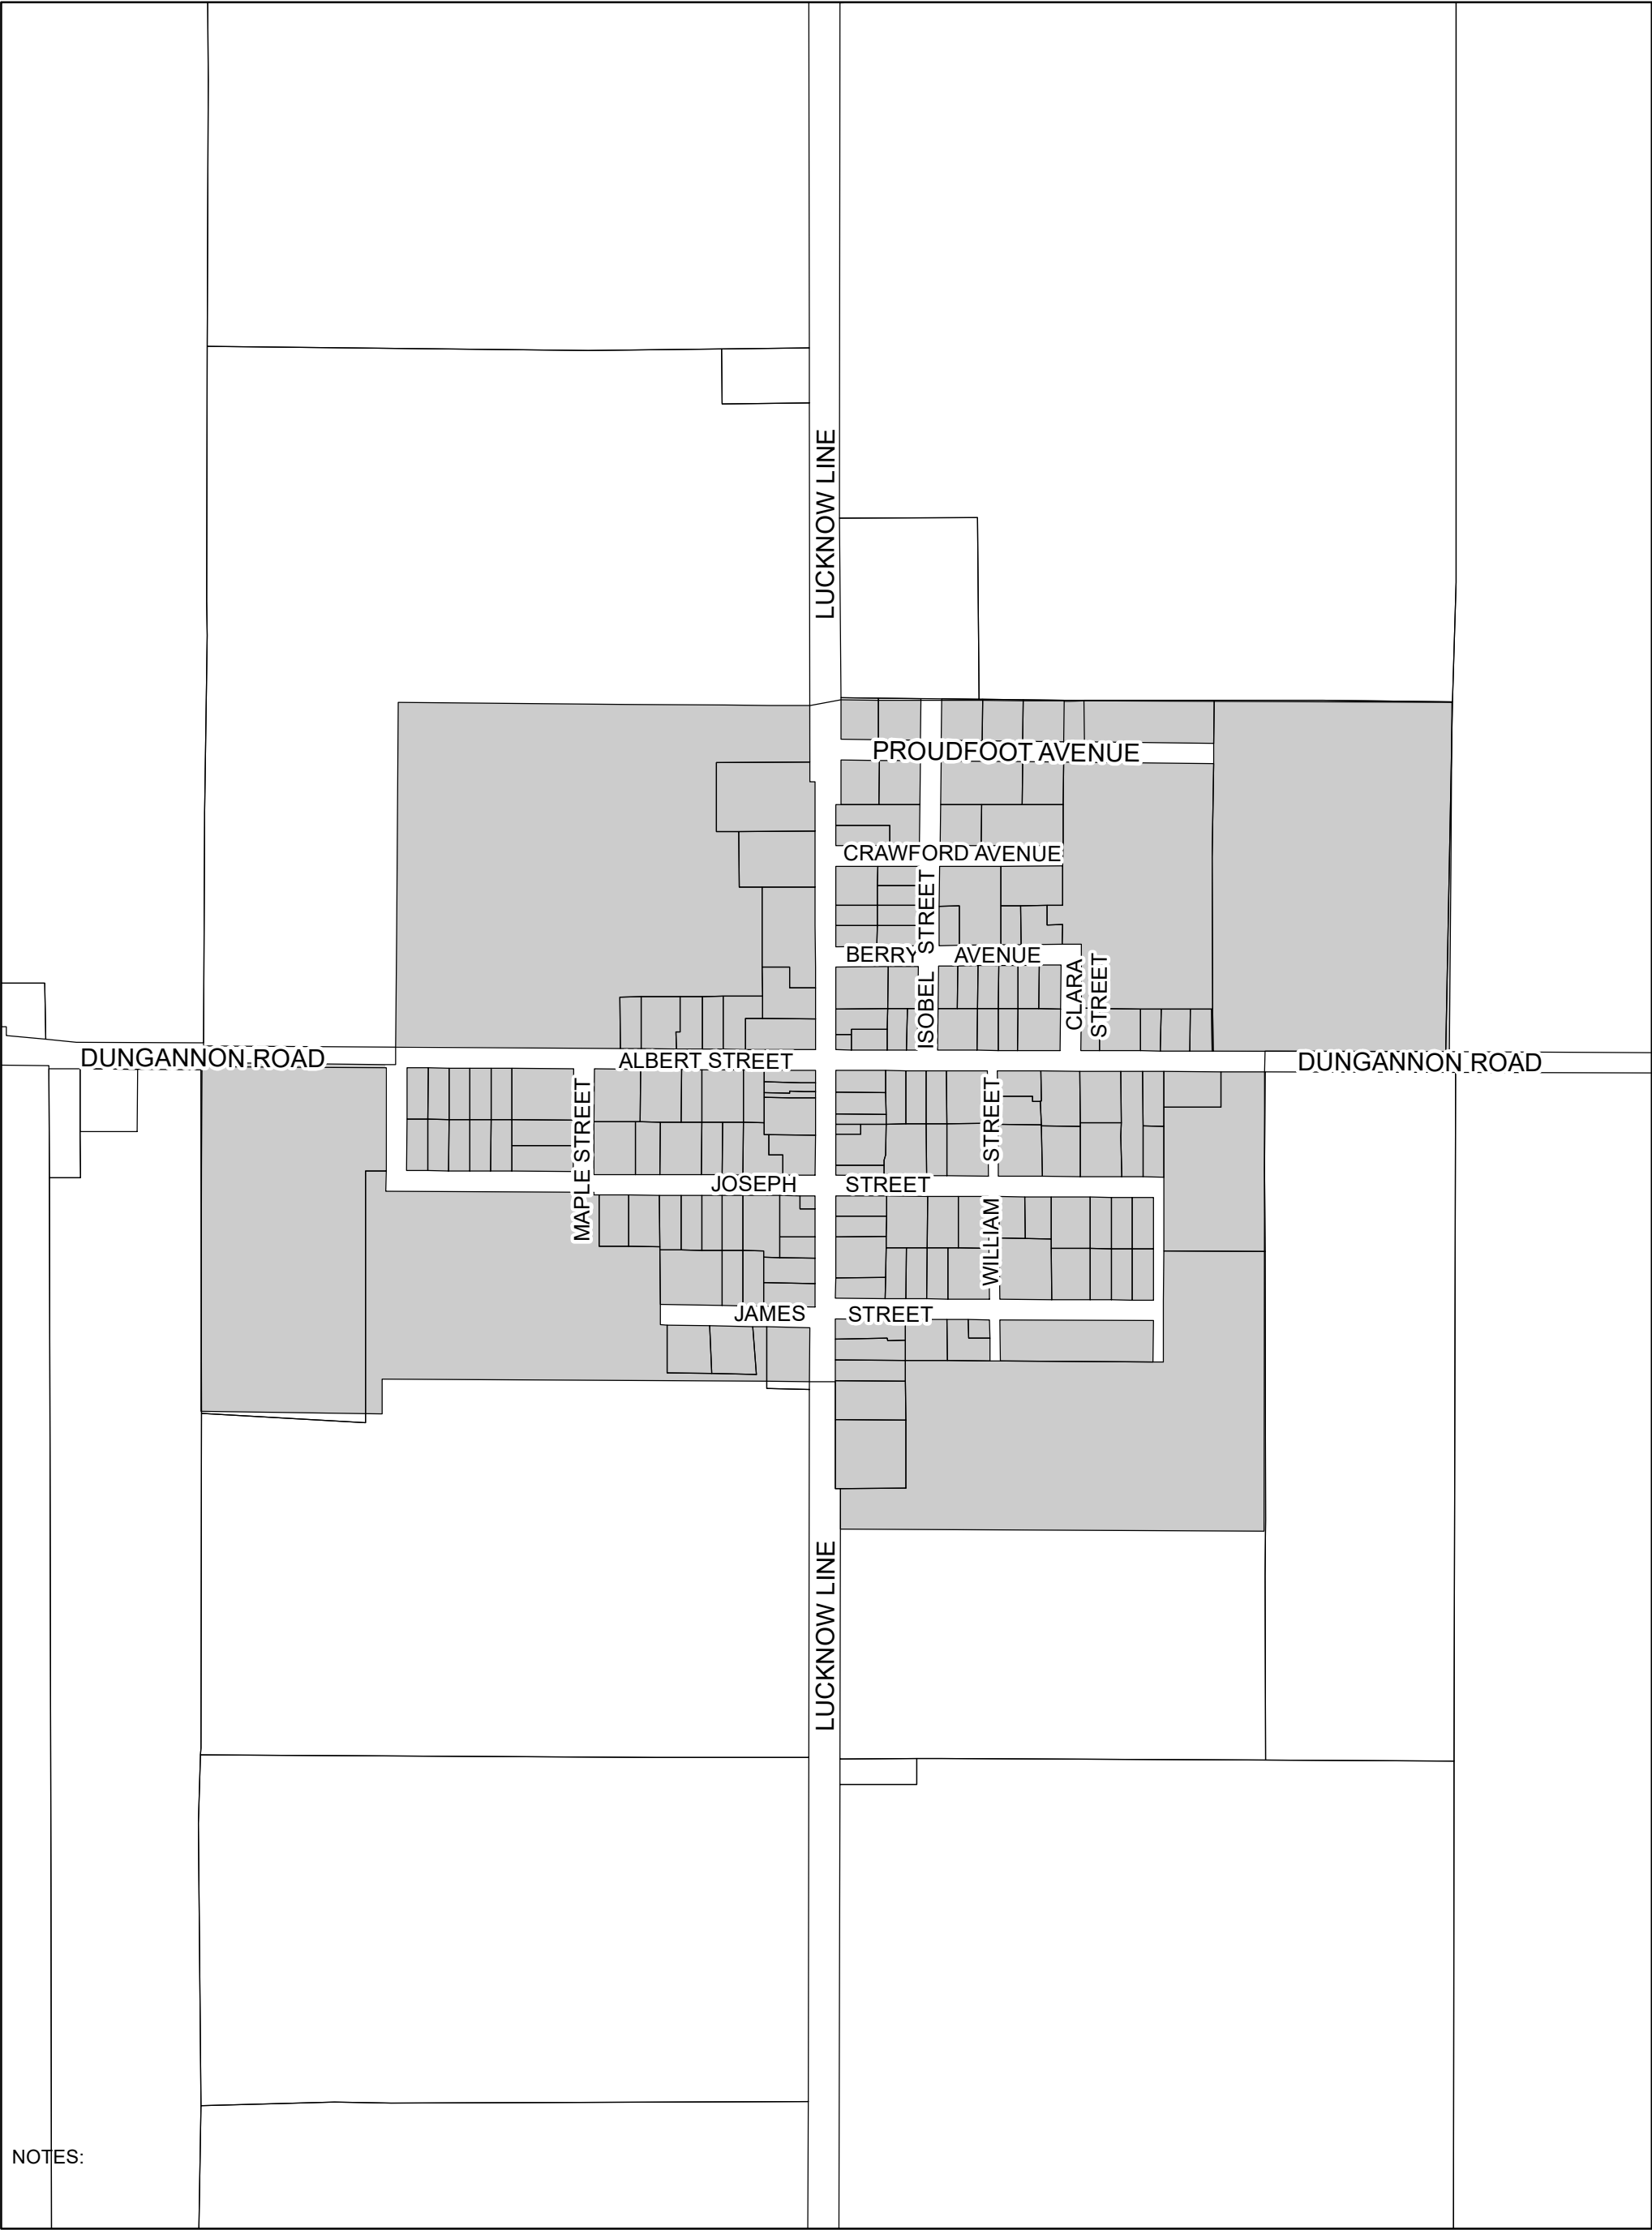 LUCKNOW LINE
PROUDFOOT AVENUE
CRAWFORD AVENUE
ISOBEL STREET
BERRY AVENUE
CLARA
STREET
DUNGANNON ROAD
ALBERT STREET
DUNGANNON ROAD
MAPLE STREET
WILLIAM STREET
JOSEPH STREET
JAMES STREET
LUCKNOW LINE
NOTES: